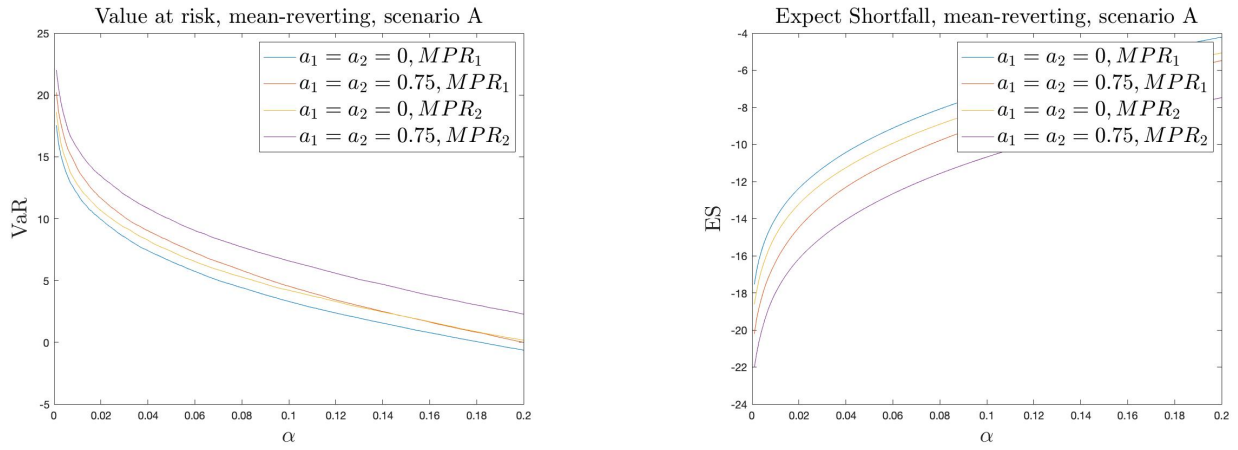 Value at risk, mean-reverting, scenario A
25
20
15
10
5
0
-5
VaR
0
0.02
0.04
0.06
0.08
0.1
0.12
0.14
0.16
0.18
0.2
α
a₁ = a₂ = 0, MPR₁
a₁ = a₂ = 0.75, MPR₁
a₁ = a₂ = 0, MPR₂
a₁ = a₂ = 0.75, MPR₂
Expect Shortfall, mean-reverting, scenario A
-4
-6
-8
-10
-12
-14
-16
-18
-20
-22
-24
ES
0
0.02
0.04
0.06
0.08
0.1
0.12
0.14
0.16
0.18
0.2
α
a₁ = a₂ = 0, MPR₁
a₁ = a₂ = 0.75, MPR₁
a₁ = a₂ = 0, MPR₂
a₁ = a₂ = 0.75, MPR₂